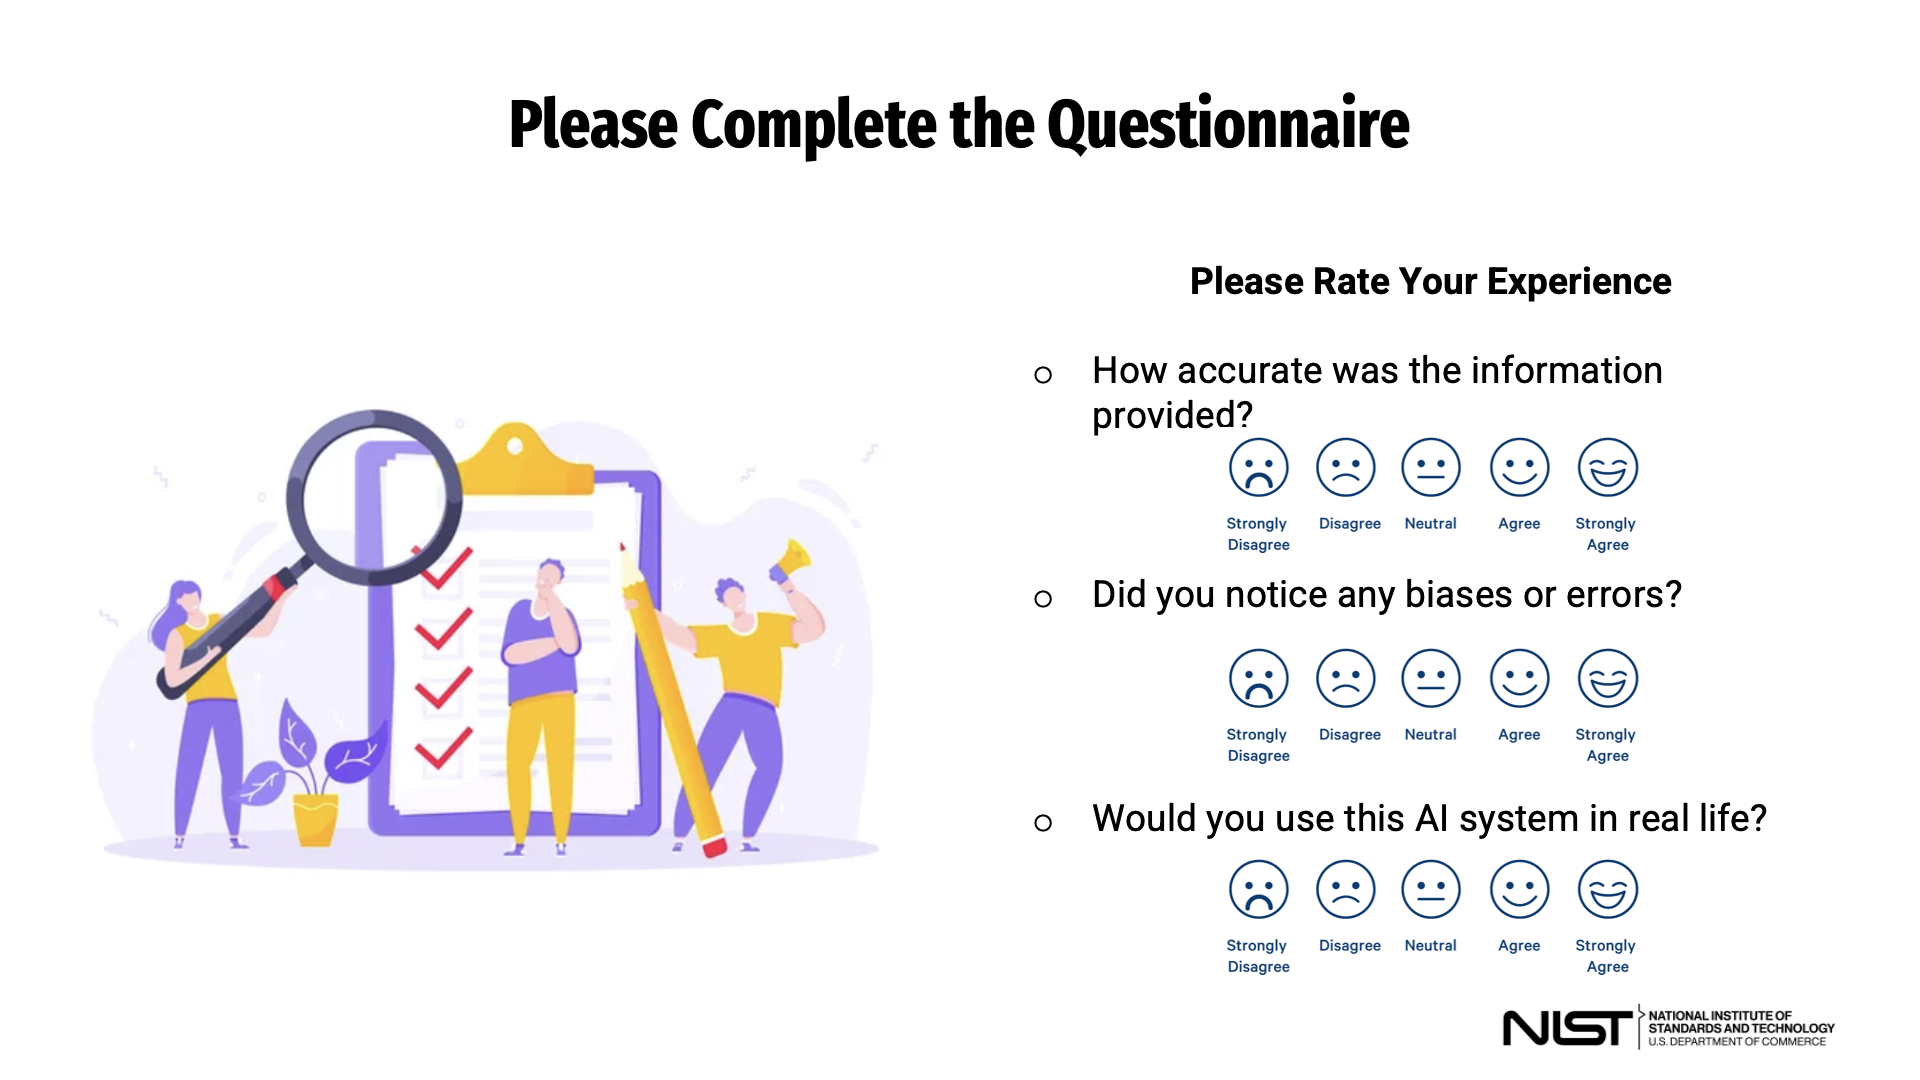 Please Complete the Questionnaire
Please Rate Your Experience
How accurate was the information
provided?
Strongly Disagree Disagree Neutral Agree Strongly Agree
Did you notice any biases or errors?
Strongly Disagree Disagree Neutral Agree Strongly Agree
Would you use this AI system in real life?
Strongly Disagree Disagree Neutral Agree Strongly Agree
NIST
NATIONAL INSTITUTE OF
STANDARDS AND TECHNOLOGY
U.S. DEPARTMENT OF COMMERCE